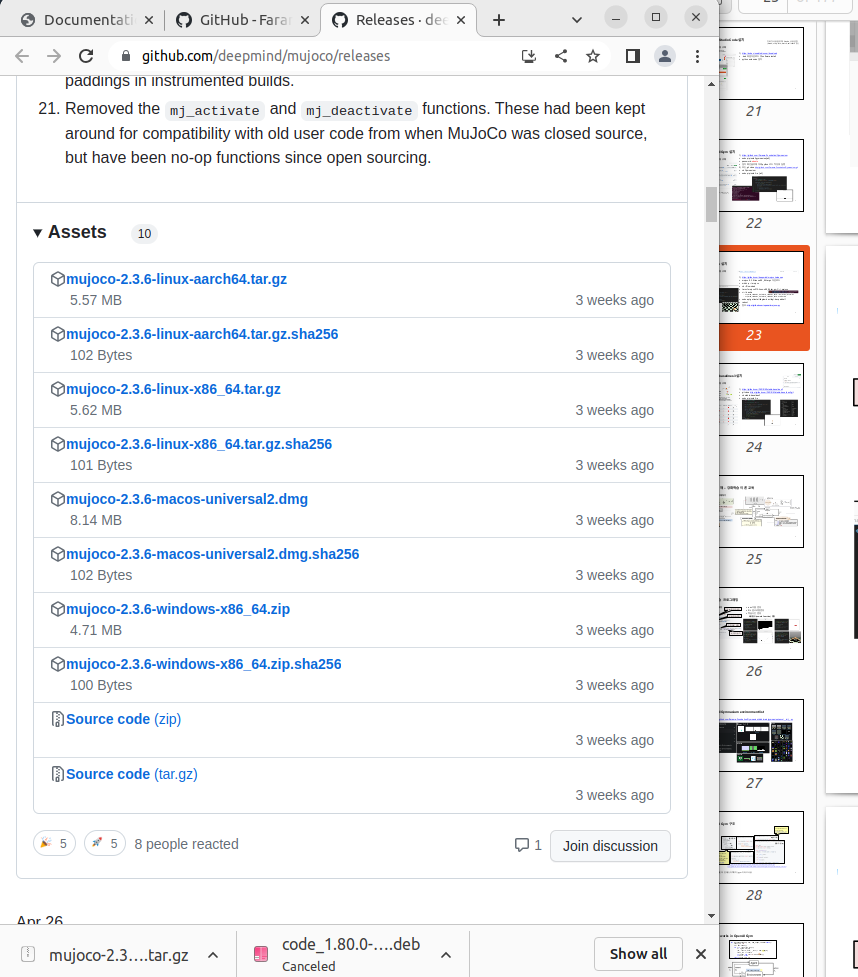 Documentati
GitHub - Faran
Releases · dee
github.com/deepmind/mujoco/releases
paddings in instrumented builds.
21. Removed the mj_activate and mj_deactivate functions. These had been kept
around for compatibility with old user code from when MuJoCo was closed source,
but have been no-op functions since open sourcing.
Assets 10
mujoco-2.3.6-linux-aarch64.tar.gz
5.57 MB 3 weeks ago
mujoco-2.3.6-linux-aarch64.tar.gz.sha256
102 Bytes 3 weeks ago
mujoco-2.3.6-linux-x86_64.tar.gz
5.62 MB 3 weeks ago
mujoco-2.3.6-linux-x86_64.tar.gz.sha256
101 Bytes 3 weeks ago
mujoco-2.3.6-macos-universal2.dmg
8.14 MB 3 weeks ago
mujoco-2.3.6-macos-universal2.dmg.sha256
102 Bytes 3 weeks ago
mujoco-2.3.6-windows-x86_64.zip
4.71 MB 3 weeks ago
mujoco-2.3.6-windows-x86_64.zip.sha256
100 Bytes 3 weeks ago
Source code (zip)
3 weeks ago
Source code (tar.gz)
3 weeks ago
5 5 8 people reacted 1 Join discussion
Apr 26
mujoco-2.3....tar.gz
code_1.80.0-....deb
Canceled
Show all
21
22
23
24
25
26
27
28